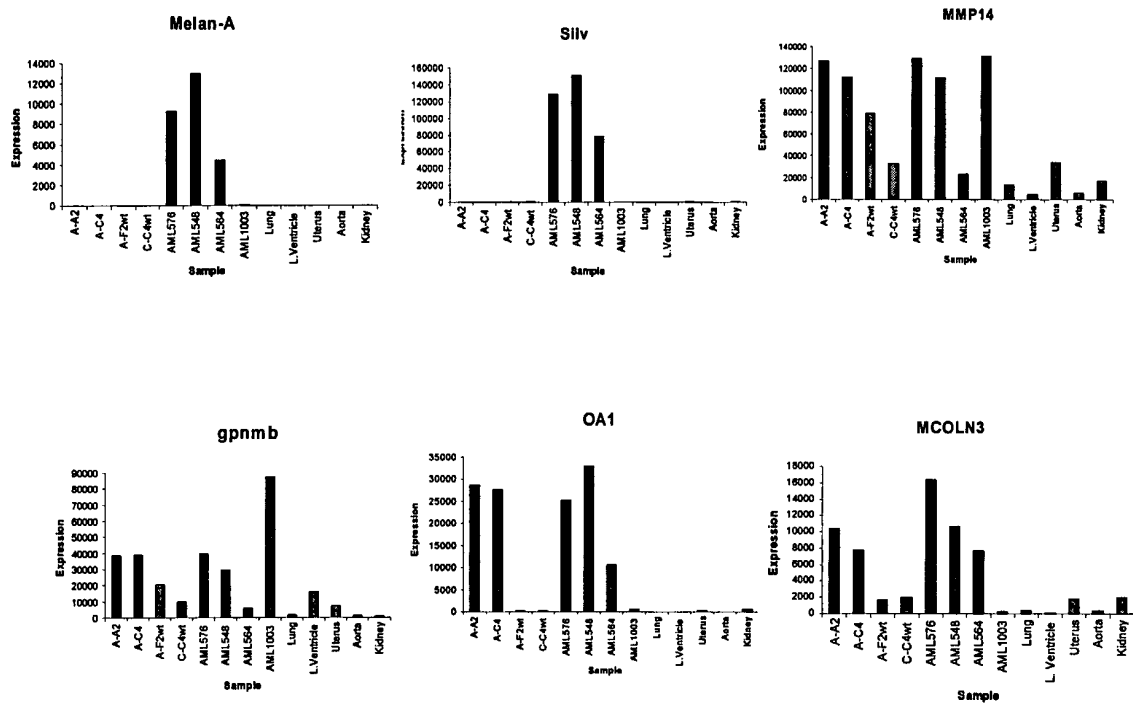 Melan-A
14000
12000
10000
8000
6000
4000
2000
0
Expression
A-A2
A-C4
A-F2wt
C-C4wt
AML576
AML548
AML564
AML1003
Lung
L.Ventricle
Uterus
Aorta
Kidney
Sample
Silv
160000
140000
120000
100000
80000
60000
40000
20000
0
A-A2
A-C4
A-F2wt
C-C4wt
AML576
AML548
AML564
AML1003
Lung
L.Ventricle
Uterus
Aorta
Kidney
Sample
MMP14
140000
120000
100000
80000
60000
40000
20000
0
Expression
A-A2
A-C4
A-F2wt
C-C4wt
AML576
AML548
AML564
AML1003
Lung
L.Ventricle
Uterus
Aorta
Kidney
Sample
gpnmb
90000
80000
70000
60000
50000
40000
30000
20000
10000
0
Expression
A-A2
A-C4
A-F2wt
C-C4wt
AML576
AML548
AML564
AML1003
Lung
L.Ventricle
Uterus
Aorta
Kidney
Sample
OA1
35000
30000
25000
20000
15000
10000
5000
0
Expression
A-A2
A-C4
A-F2wt
C-C4wt
AML576
AML548
AML564
AML1003
Lung
L.Ventricle
Uterus
Aorta
Kidney
Sample
MCOLN3
18000
16000
14000
12000
10000
8000
6000
4000
2000
0
Expression
A-A2
A-C4
A-F2wt
C-C4wt
AML576
AML548
AML564
AML1003
Lung
L. Ventricle
Uterus
Aorta
Kidney
Sample